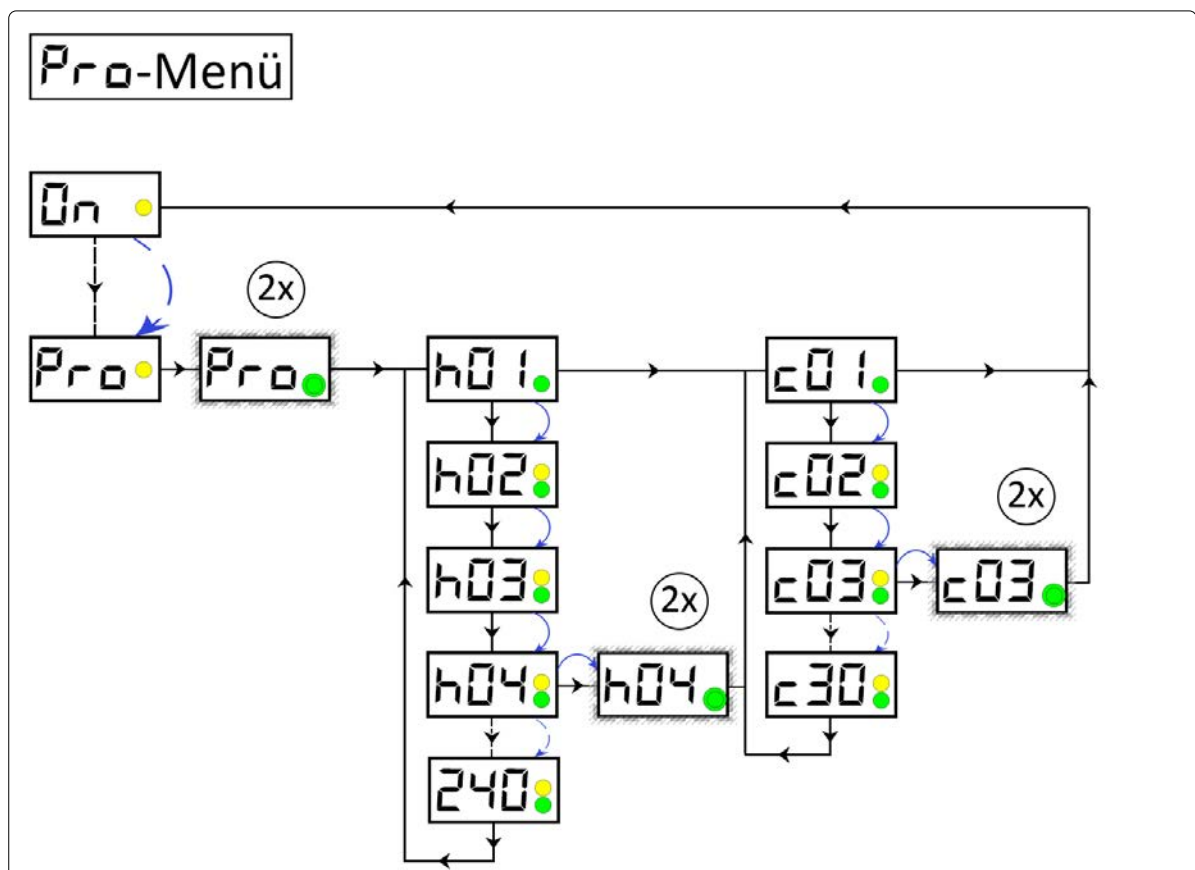 Pro-Menü
On
2x
Pro
Pro
h01
c01
h02
c02
2x
h03
c03
c03
2x
h04
h04
c30
240